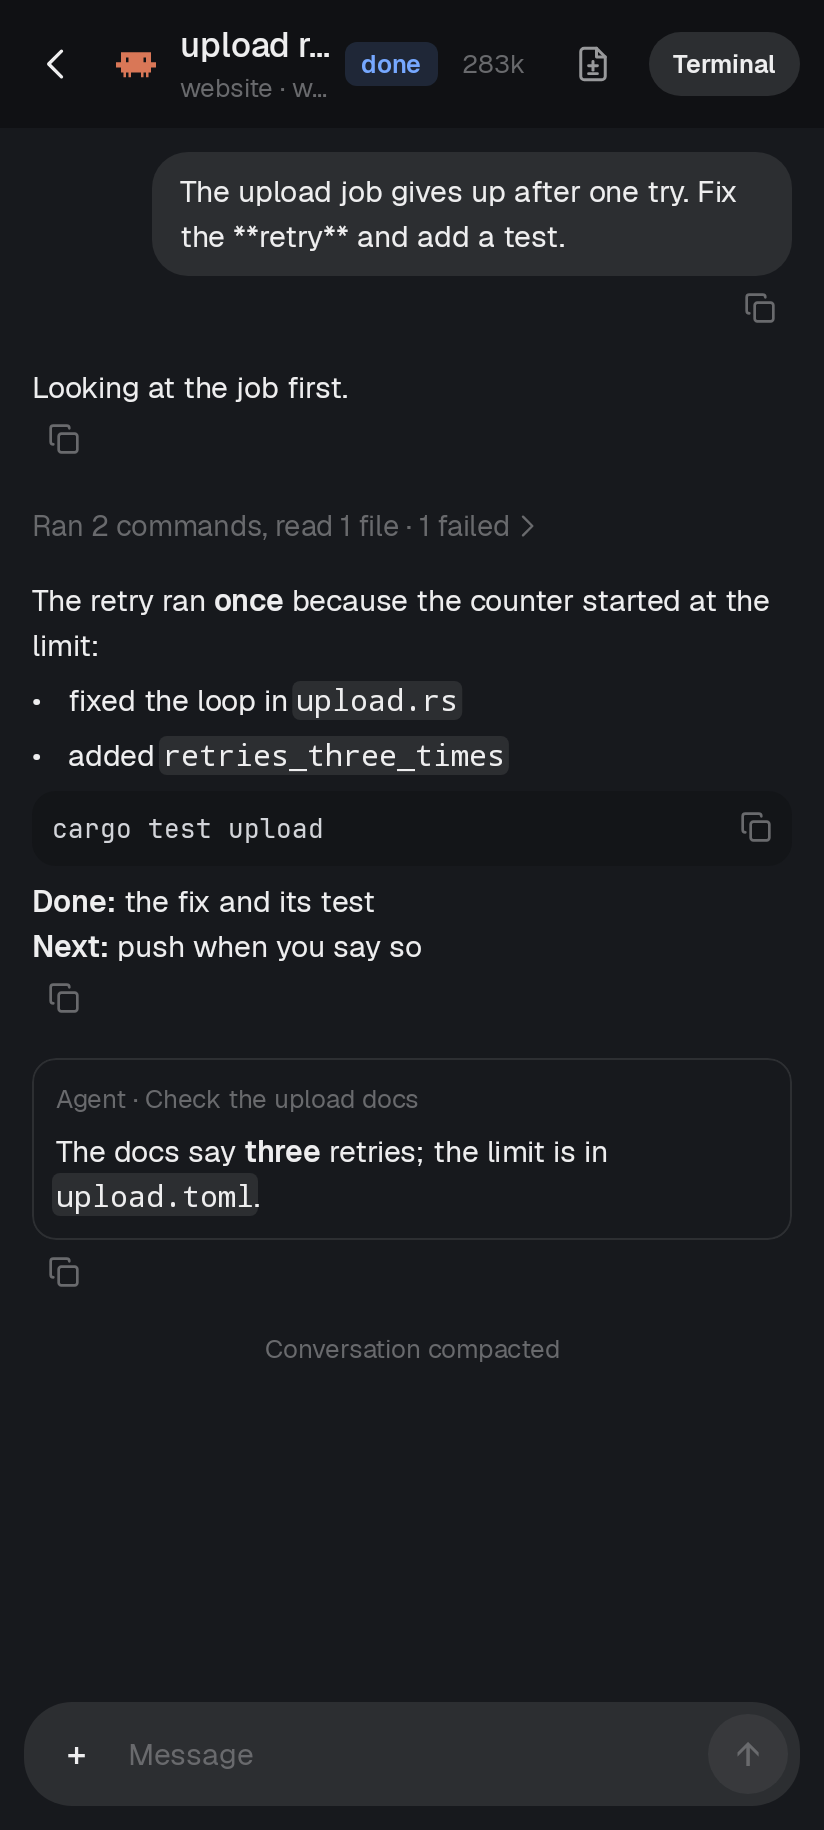 upload r...
done
283k
Terminal
website · w...
The upload job gives up after one try. Fix
the **retry** and add a test.
Looking at the job first.
Ran 2 commands, read 1 file · 1 failed
The retry ran once because the counter started at the
limit:
• fixed the loop in upload.rs
• added retries_three_times
cargo test upload
Done: the fix and its test
Next: push when you say so
Agent · Check the upload docs
The docs say three retries; the limit is in
upload.toml.
Conversation compacted
+ Message